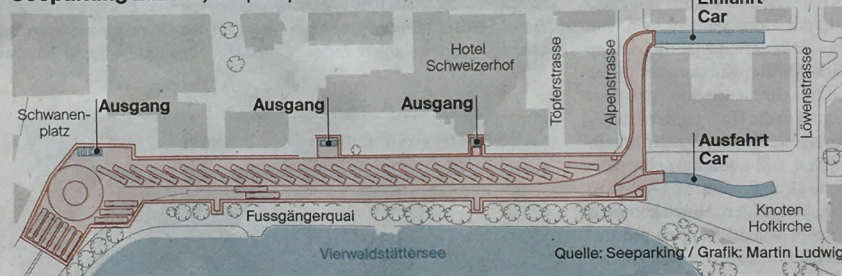 Seeparking
Einfahrt
Car
Hotel
Schweizerhof
Töpferstrasse
Alpenstrasse
Löwenstrasse
Schwanen-
platz
Ausgang
Ausgang
Ausgang
Ausfahrt
Car
Knoten
Hofkirche
Fussgängerquai
Vierwaldstättersee
Quelle: Seeparking / Grafik: Martin Ludwig